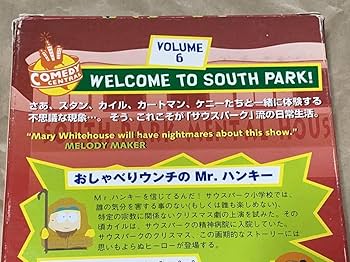 VOLUME
6
COMEDY
CENTRAL
WELCOME TO SOUTH PARK!
さあ、スタン、カイル、カートマン、ケニーたちと一緒に体験する
不思議な現象…。 そう、これこそが「サウスパーク」流の日常生活。
"Mary Whitehouse will have nightmares about this show."
MELODY MAKER
おしゃべりウンチの Mr. ハンキー
Mr.ハンキーを信じてるんだ！ サウスパーク小学校では、
誰の気分を害する事のない(もしくは誰も楽しめない)、
特定の宗教に関係ないクリスマス劇の上演を試みた。その
頃カイルは、サウスパークの精神病院に入院していた。
サウスパークのクリスマス、この画期的なストーリーには
思いもよらぬヒーローが登場する。